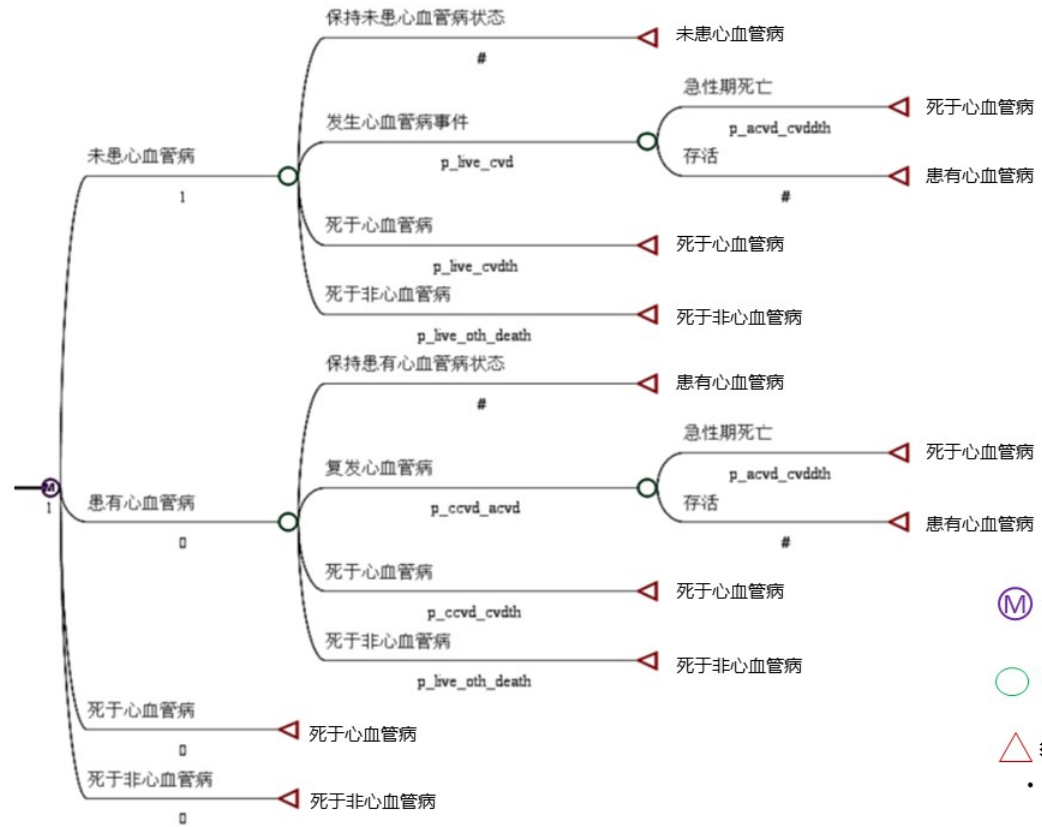 保持未患心血管病状态
未患心血管病
#
急性期死亡
死于心血管病
发生心血管病事件
p_acvd_cvddth
p_live_cvd
存活
未患心血管病
患有心血管病
1
#
死于心血管病
死于心血管病
p_live_cvdth
死于非心血管病
死于非心血管病
p_live_oth_death
保持患有心血管病状态
患有心血管病
#
急性期死亡
死于心血管病
复发心血管病
p_acvd_cvddth
M
1
患有心血管病
p_ccvd_acvd
存活
患有心血管病
0
#
死于心血管病
死于心血管病
p_ccvd_cvdth
M
死于非心血管病
死于非心血管病
p_live_oth_death
死于心血管病
死于心血管病
0
死于非心血管病
死于非心血管病
0